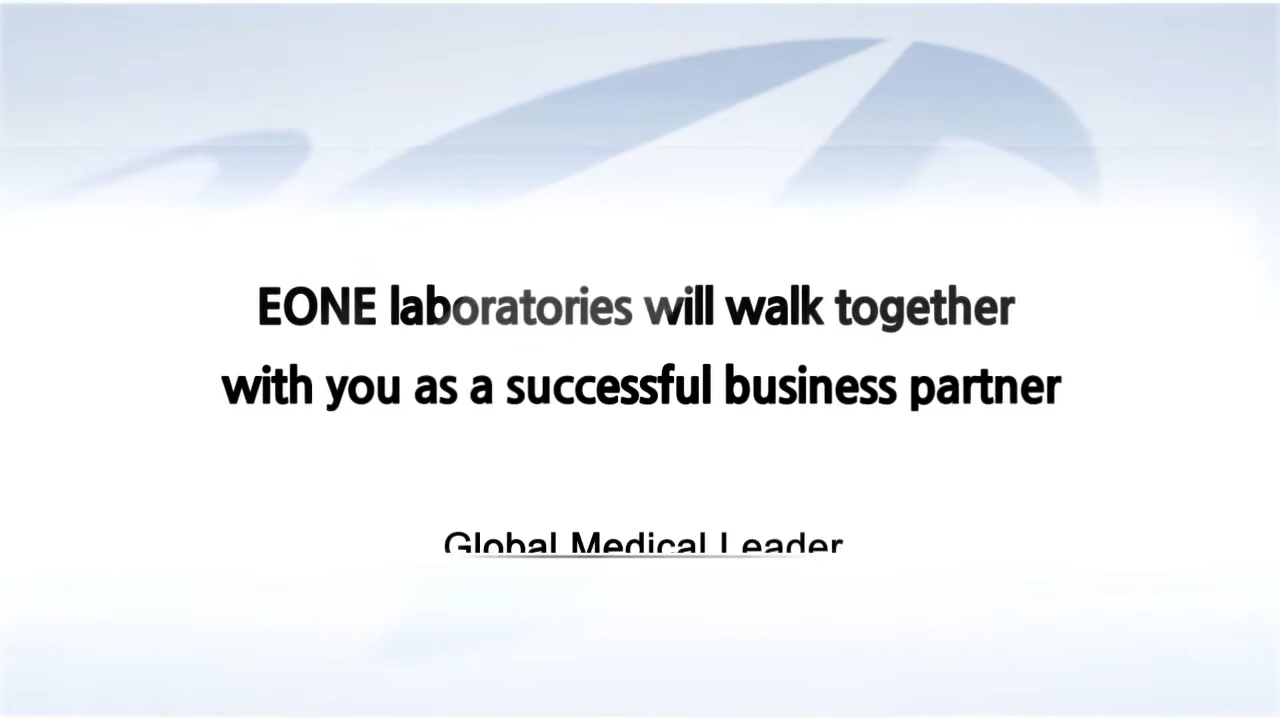 EONE laboratories will walk together
with you as a successful business partner
Global Medical Leader